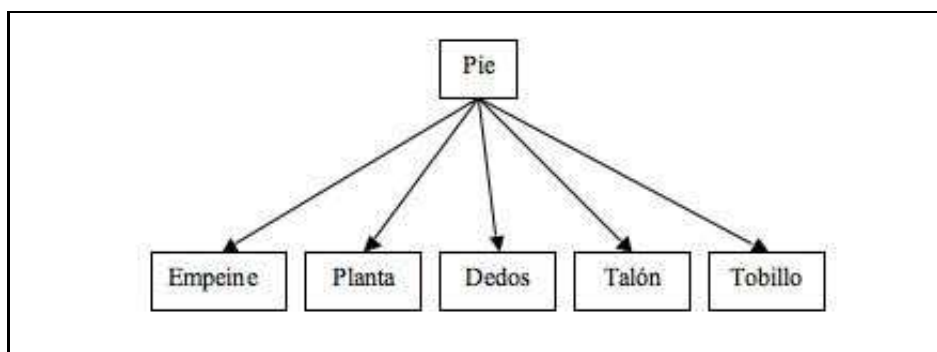 Pie
Empeine
Planta
Dedos
Talón
Tobillo